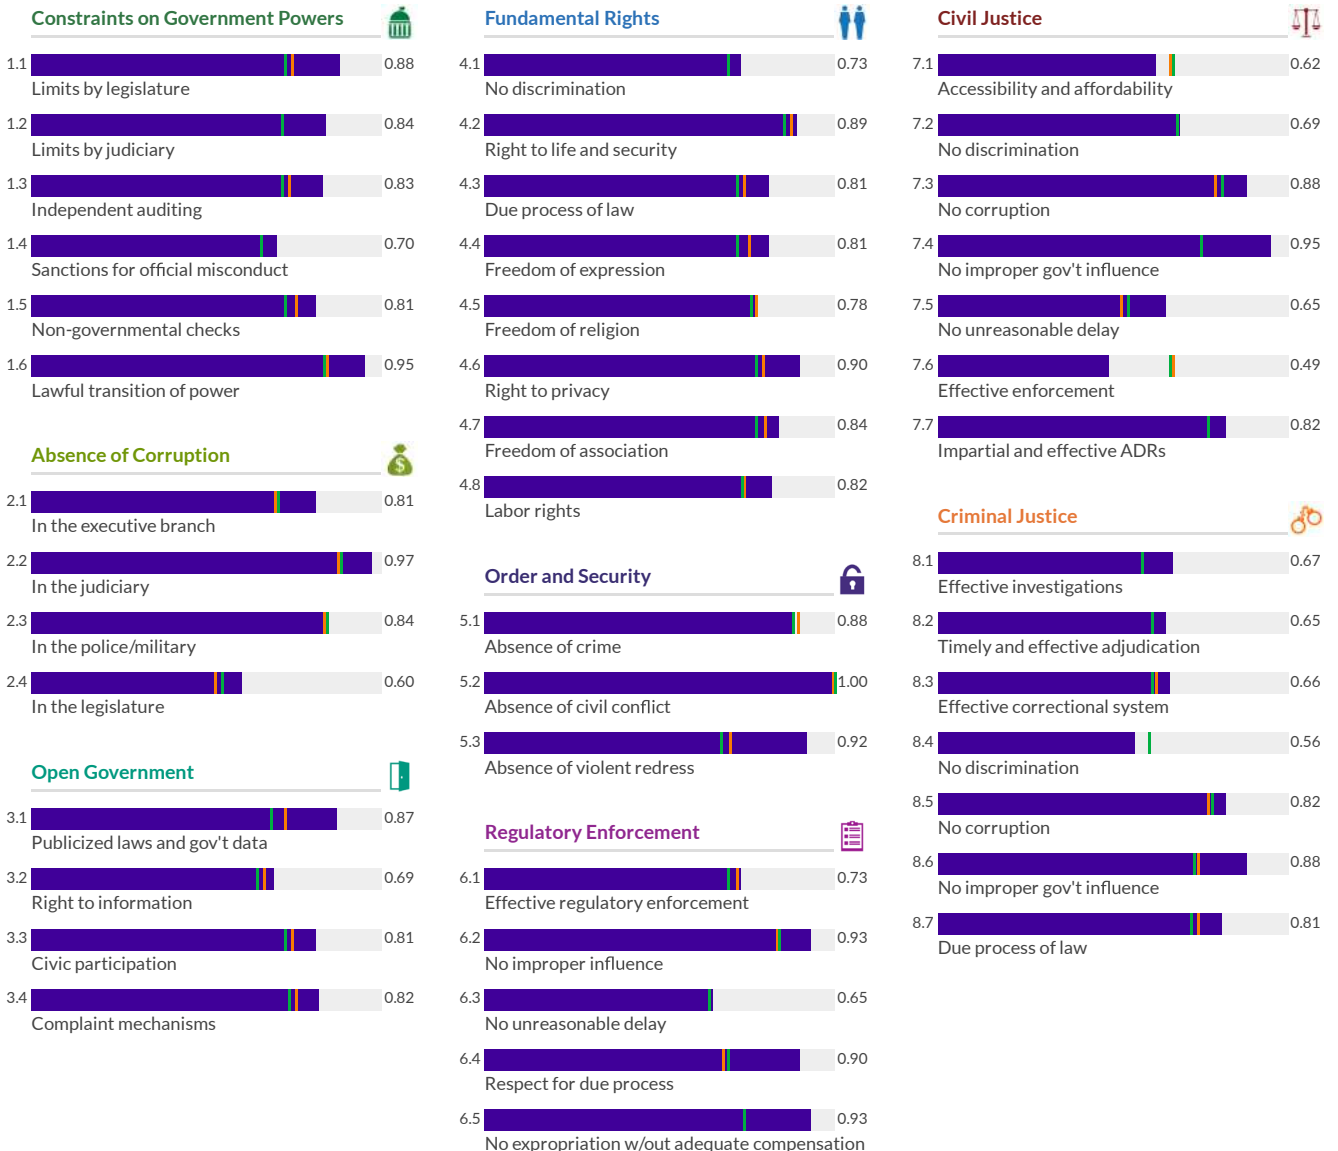 Constraints on Government Powers
1.1 0.88
Limits by legislature
1.2 0.84
Limits by judiciary
1.3 0.83
Independent auditing
1.4 0.70
Sanctions for official misconduct
1.5 0.81
Non-governmental checks
1.6 0.95
Lawful transition of power
Absence of Corruption
2.1 0.81
In the executive branch
2.2 0.97
In the judiciary
2.3 0.84
In the police/military
2.4 0.60
In the legislature
Open Government
3.1 0.87
Publicized laws and gov't data
3.2 0.69
Right to information
3.3 0.81
Civic participation
3.4 0.82
Complaint mechanisms
Fundamental Rights
4.1 0.73
No discrimination
4.2 0.89
Right to life and security
4.3 0.81
Due process of law
4.4 0.81
Freedom of expression
4.5 0.78
Freedom of religion
4.6 0.90
Right to privacy
4.7 0.84
Freedom of association
4.8 0.82
Labor rights
Order and Security
5.1 0.88
Absence of crime
5.2 1.00
Absence of civil conflict
5.3 0.92
Absence of violent redress
Regulatory Enforcement
6.1 0.73
Effective regulatory enforcement
6.2 0.93
No improper influence
6.3 0.65
No unreasonable delay
6.4 0.90
Respect for due process
6.5 0.93
No expropriation w/out adequate compensation
Civil Justice
7.1 0.62
Accessibility and affordability
7.2 0.69
No discrimination
7.3 0.88
No corruption
7.4 0.95
No improper gov't influence
7.5 0.65
No unreasonable delay
7.6 0.49
Effective enforcement
7.7 0.82
Impartial and effective ADRs
Criminal Justice
8.1 0.67
Effective investigations
8.2 0.65
Timely and effective adjudication
8.3 0.66
Effective correctional system
8.4 0.56
No discrimination
8.5 0.82
No corruption
8.6 0.88
No improper gov't influence
8.7 0.81
Due process of law